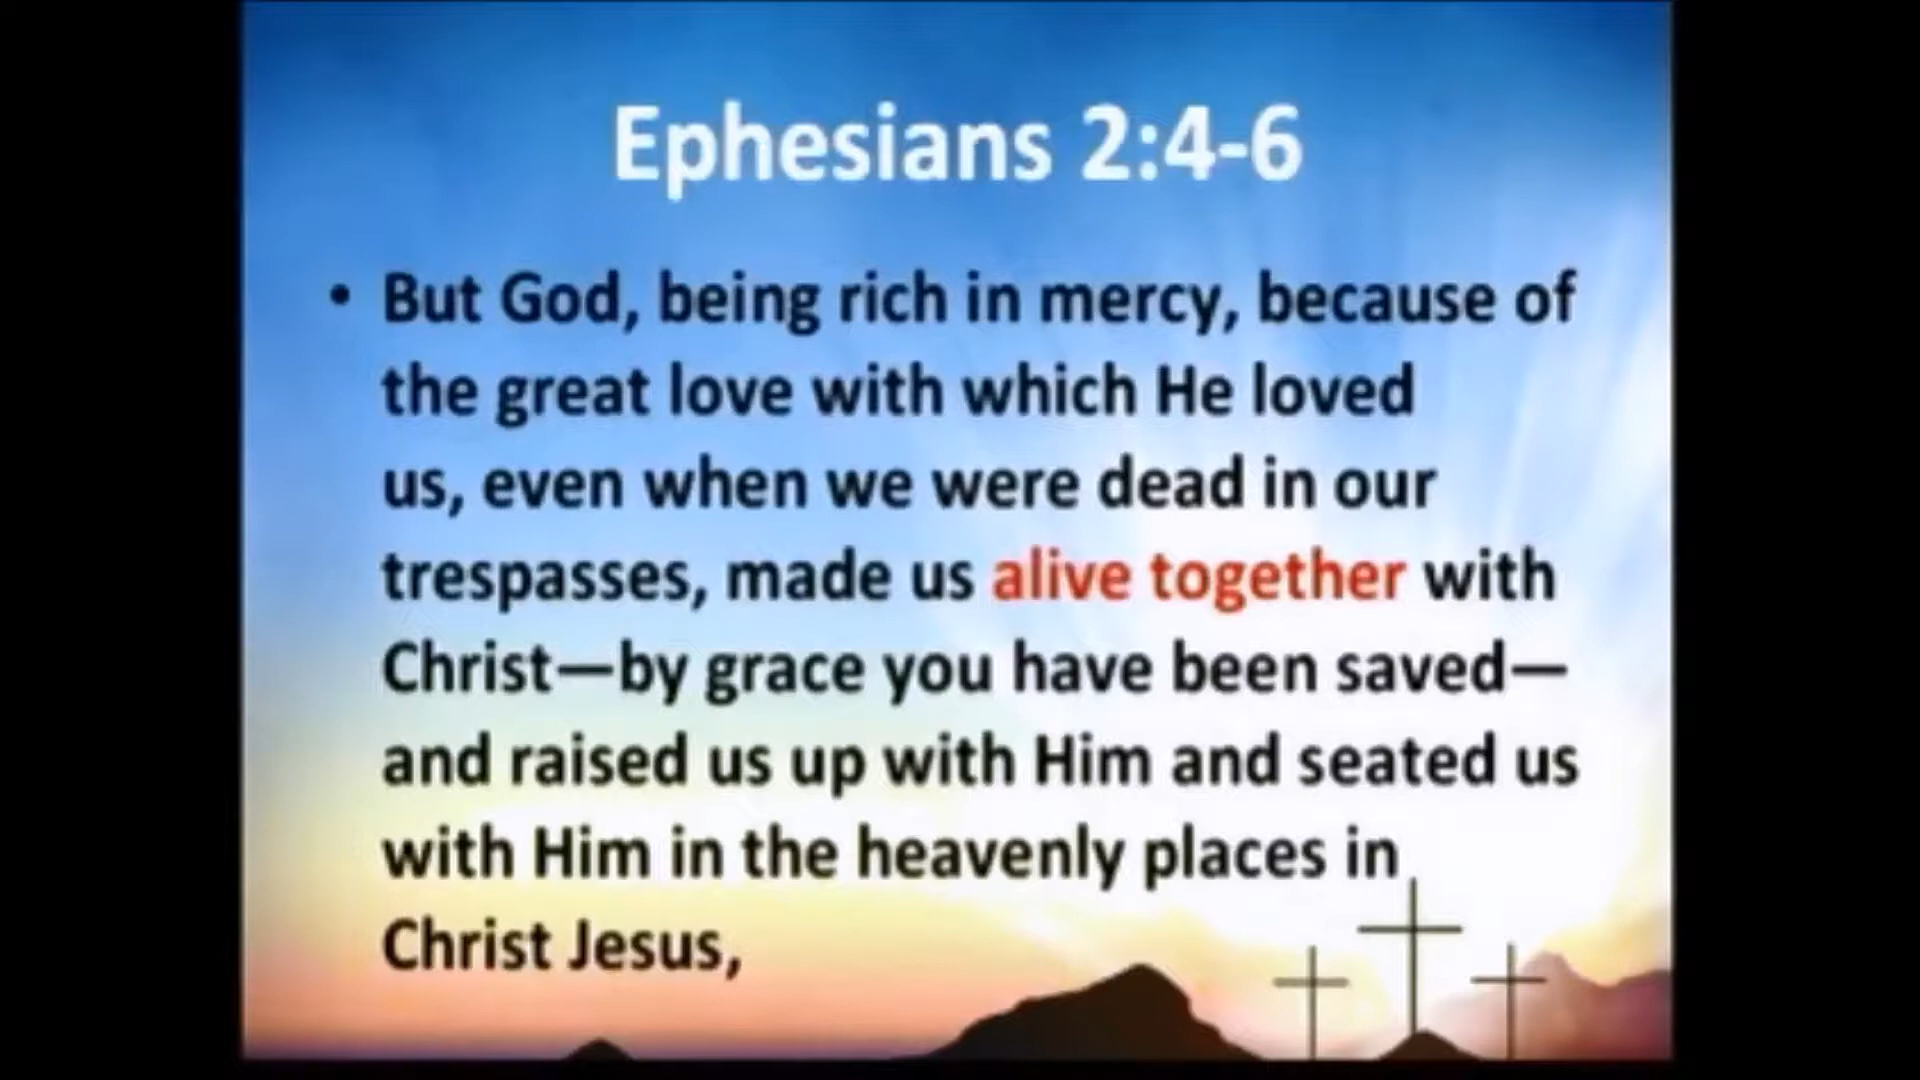 Ephesians 2:4-6
• But God, being rich in mercy, because of
the great love with which He loved
us, even when we were dead in our
trespasses, made us alive together with
Christ—by grace you have been saved—
and raised us up with Him and seated us
with Him in the heavenly places in
Christ Jesus,